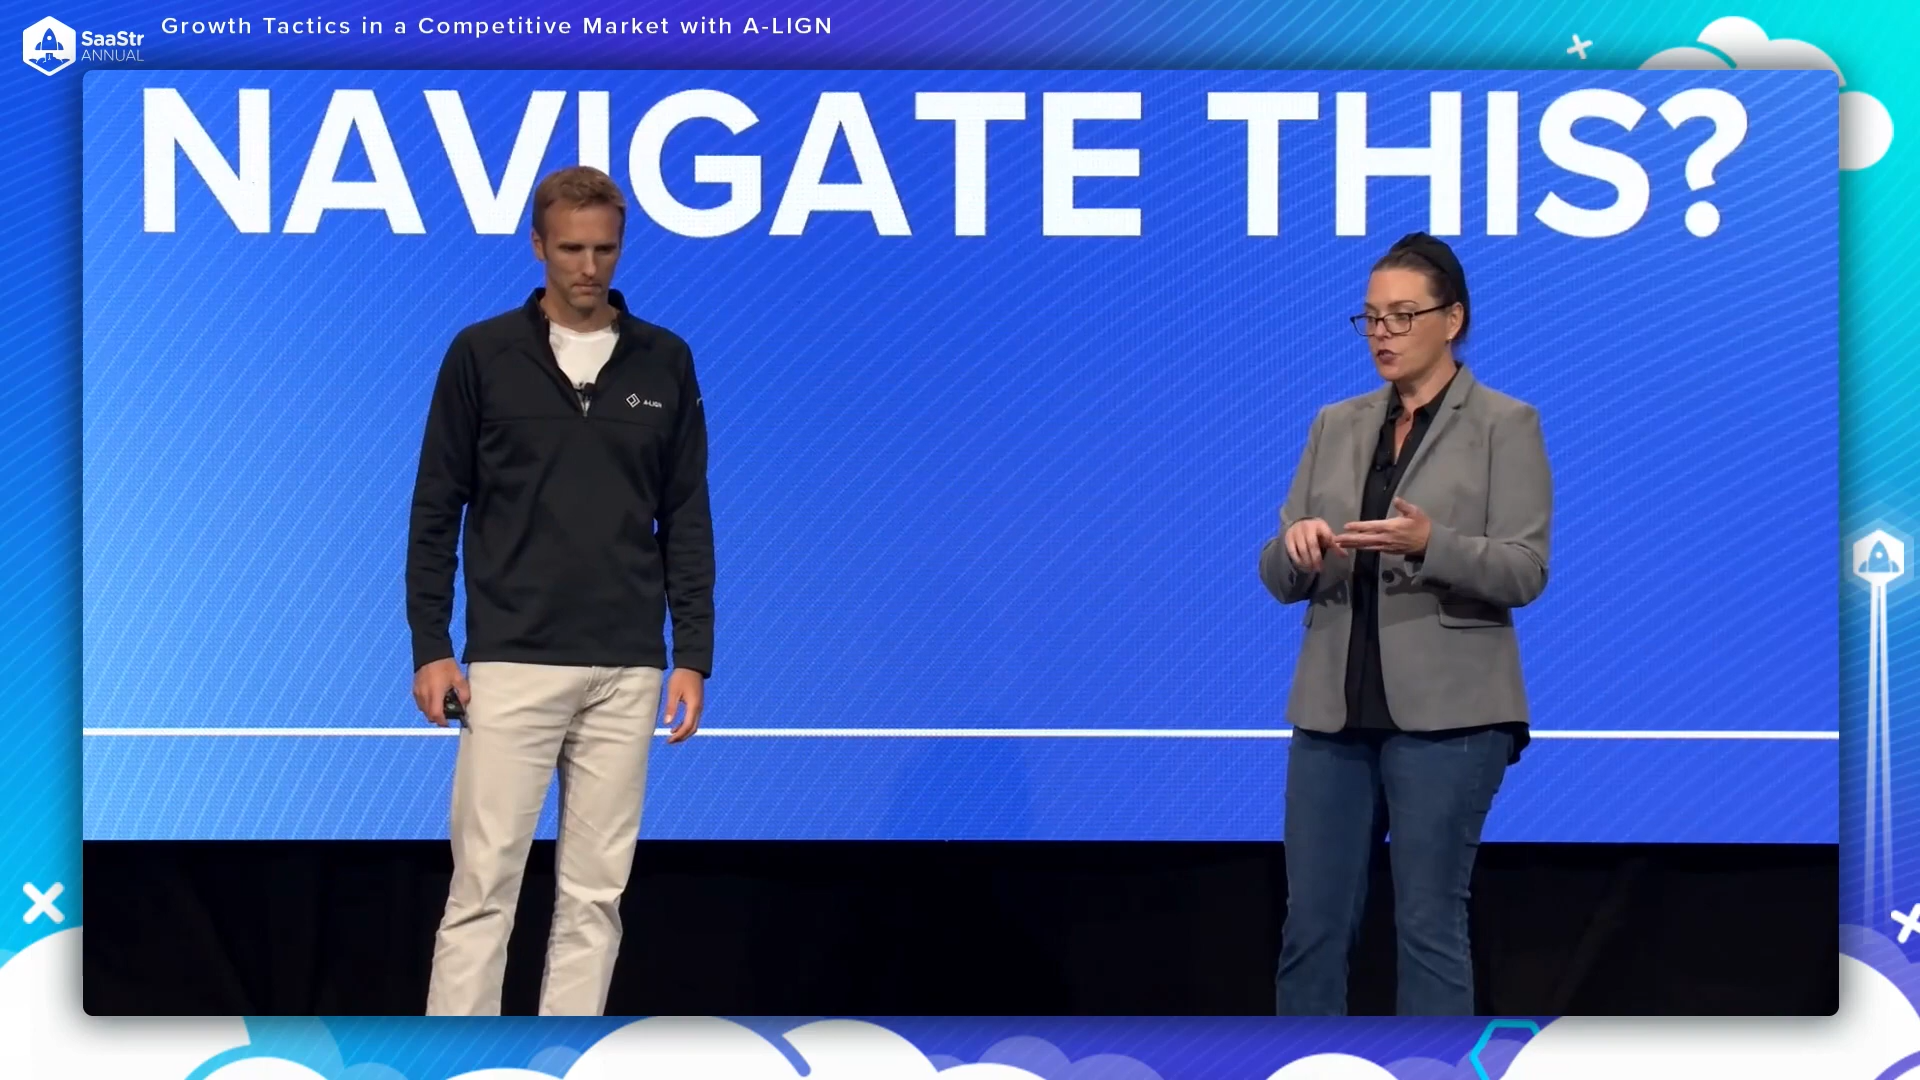 Growth Tactics in a Competitive Market with A-LIGN
SaaStr
ANNUAL
NAVIGATE THIS?
A-LIGN